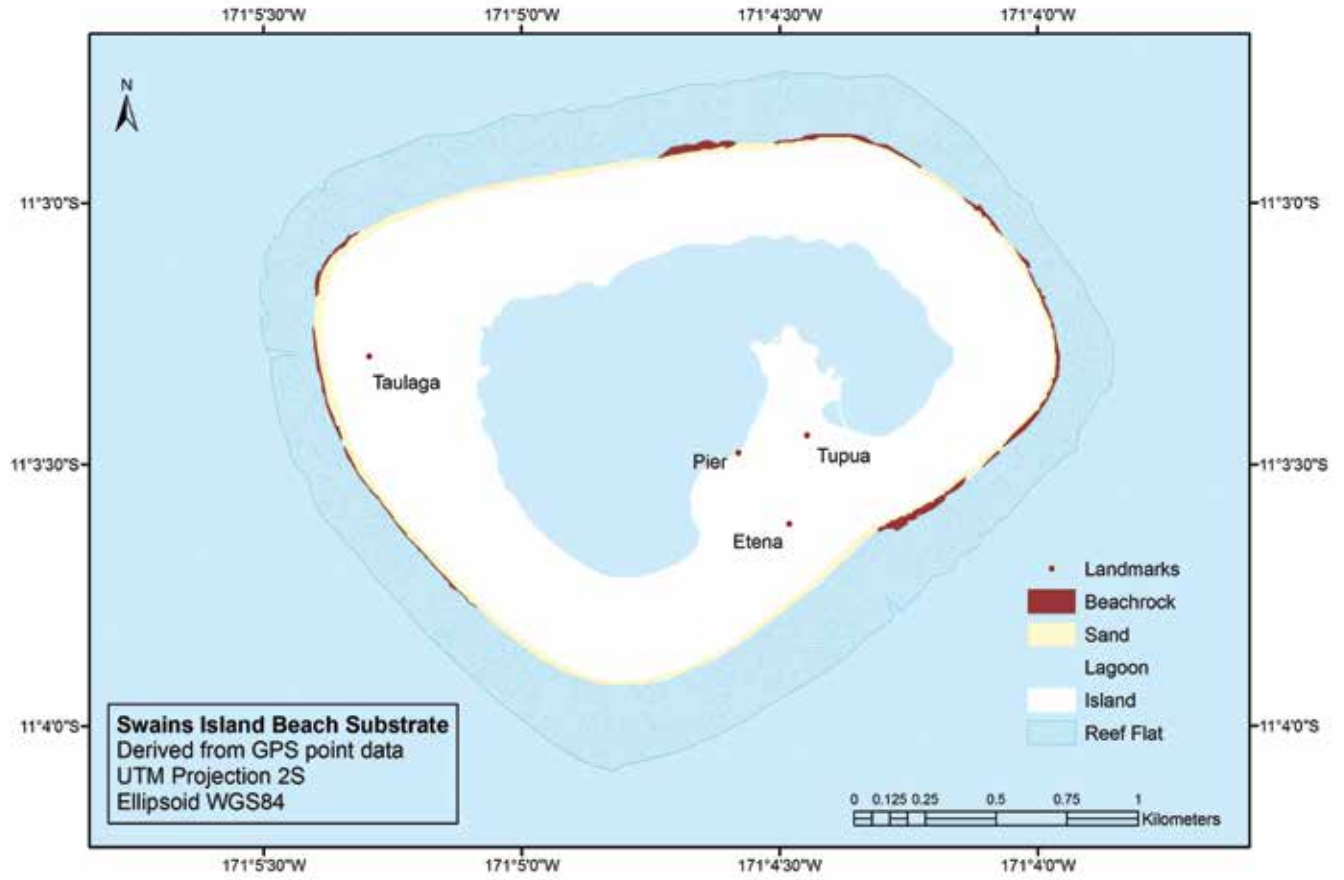 171°5'30"W 171°5'0"W 171°4'30"W 171°4'0"W
N
11°3'0"S 11°3'0"S
Taulaga
11°3'30"S Pier Tupua 11°3'30"S
Etena
Landmarks
Beachrock
Sand
Lagoon
Island
Reef Flat
11°4'0"S 11°4'0"S
Swains Island Beach Substrate
Derived from GPS point data
UTM Projection 2S
Ellipsoid WGS84
0 0.125 0.25 0.5 0.75 1
Kilometers
171°5'30"W 171°5'0"W 171°4'30"W 171°4'0"W